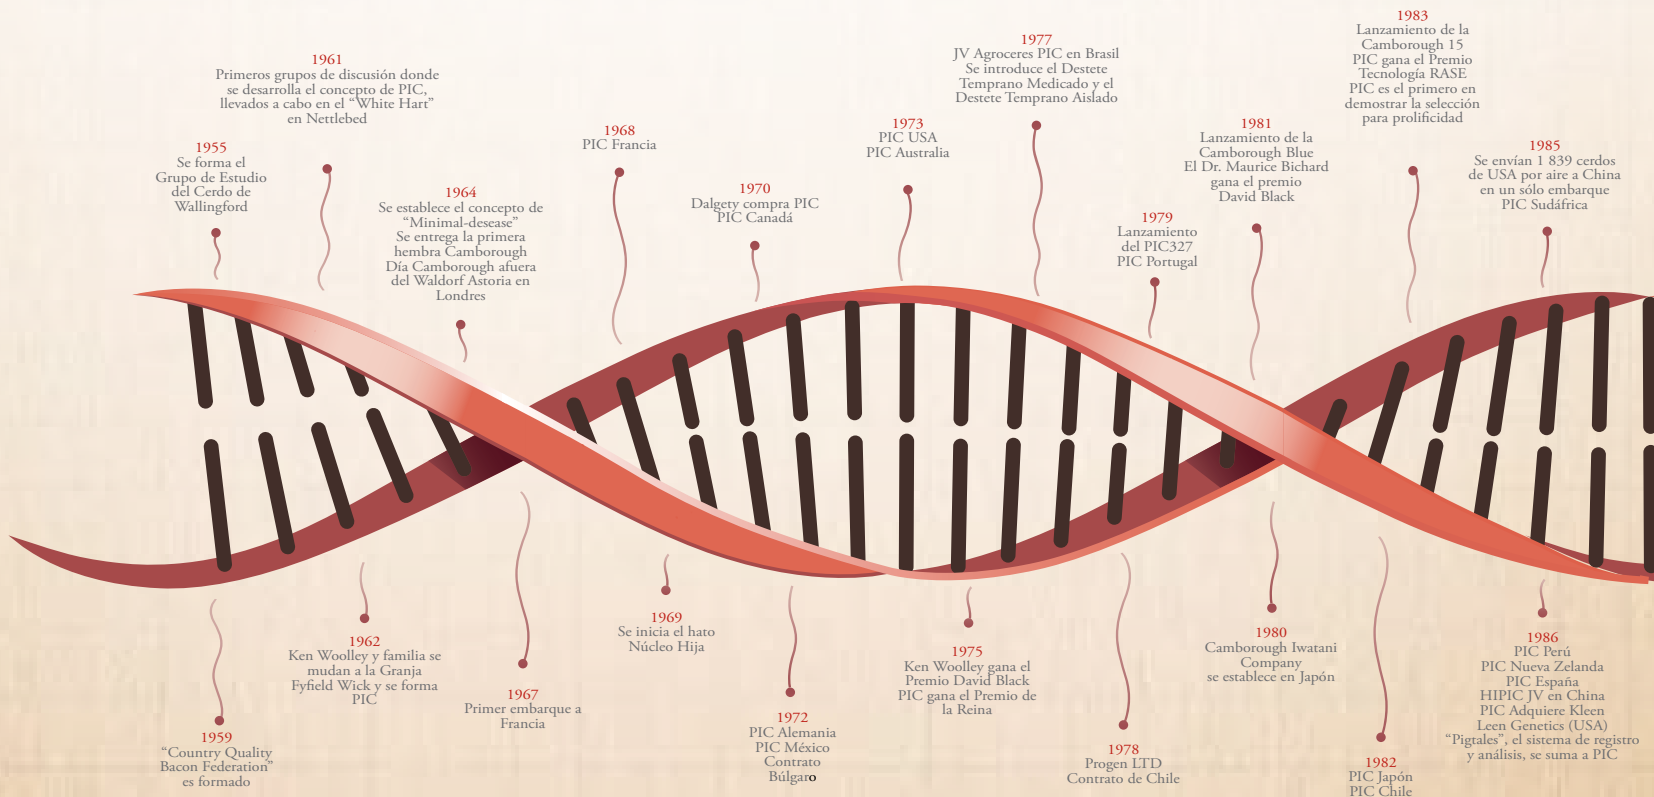 1955
Se forma el
Grupo de Estudio
del Cerdo de
Wallingford
1959
“Country Quality
Bacon Federation”
es formado
1961
Primeros grupos de discusión donde
se desarrolla el concepto de PIC,
llevados a cabo en el “White Hart”
en Nettlebed
1962
Ken Woolley y familia se
mudan a la Granja
Fyfield Wick y se forma
PIC
1964
Se establece el concepto de
“Minimal-desease”
Se entrega la primera
hembra Camborough
Día Camborough afuera
del Waldorf Astoria en
Londres
1967
Primer embarque a
Francia
1968
PIC Francia
1969
Se inicia el hato
Núcleo Hija
1970
Dalgety compra PIC
PIC Canadá
1972
PIC Alemania
PIC México
Contrato
Búlgaro
1973
PIC USA
PIC Australia
1975
Ken Woolley gana el
Premio David Black
PIC gana el Premio de
la Reina
1977
JV Agroceres PIC en Brasil
Se introduce el Destete
Temprano Medicado y el
Destete Temprano Aislado
1978
Progen LTD
Contrato de Chile
1979
Lanzamiento
del PIC327
PIC Portugal
1980
Camborough Iwatani
Company
se establece en Japón
1981
Lanzamiento de la
Camborough Blue
El Dr. Maurice Bichard
gana el premio
David Black
1982
PIC Japón
PIC Chile
1983
Lanzamiento de la
Camborough 15
PIC gana el Premio
Tecnología RASE
PIC es el primero en
demostrar la selección
para prolificidad
1985
Se envían 1 839 cerdos
de USA por aire a China
en un sólo embarque
PIC Sudáfrica
1986
PIC Perú
PIC Nueva Zelanda
PIC España
HIPIC JV en China
PIC Adquiere Kleen
Leen Genetics (USA)
“Pigtales”, el sistema de registro
y análisis, se suma a PIC